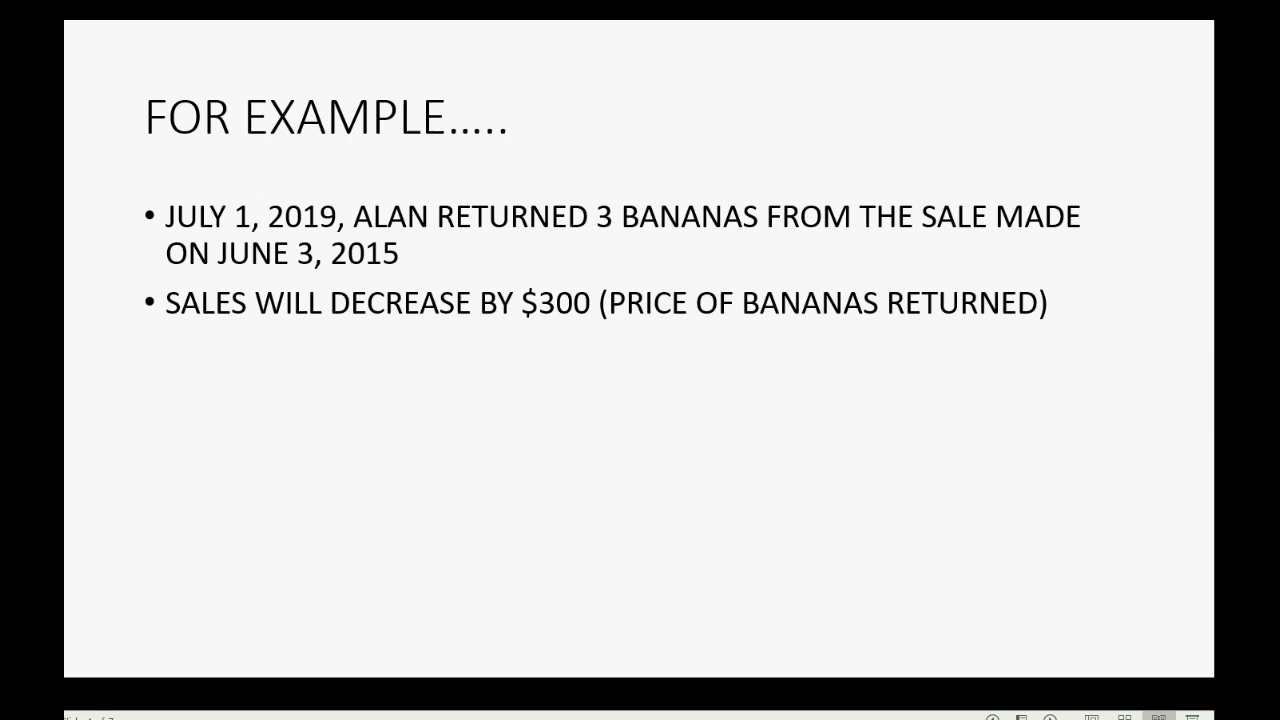 FOR EXAMPLE.....
• JULY 1, 2019, ALAN RETURNED 3 BANANAS FROM THE SALE MADE
ON JUNE 3, 2015
• SALES WILL DECREASE BY $300 (PRICE OF BANANAS RETURNED)